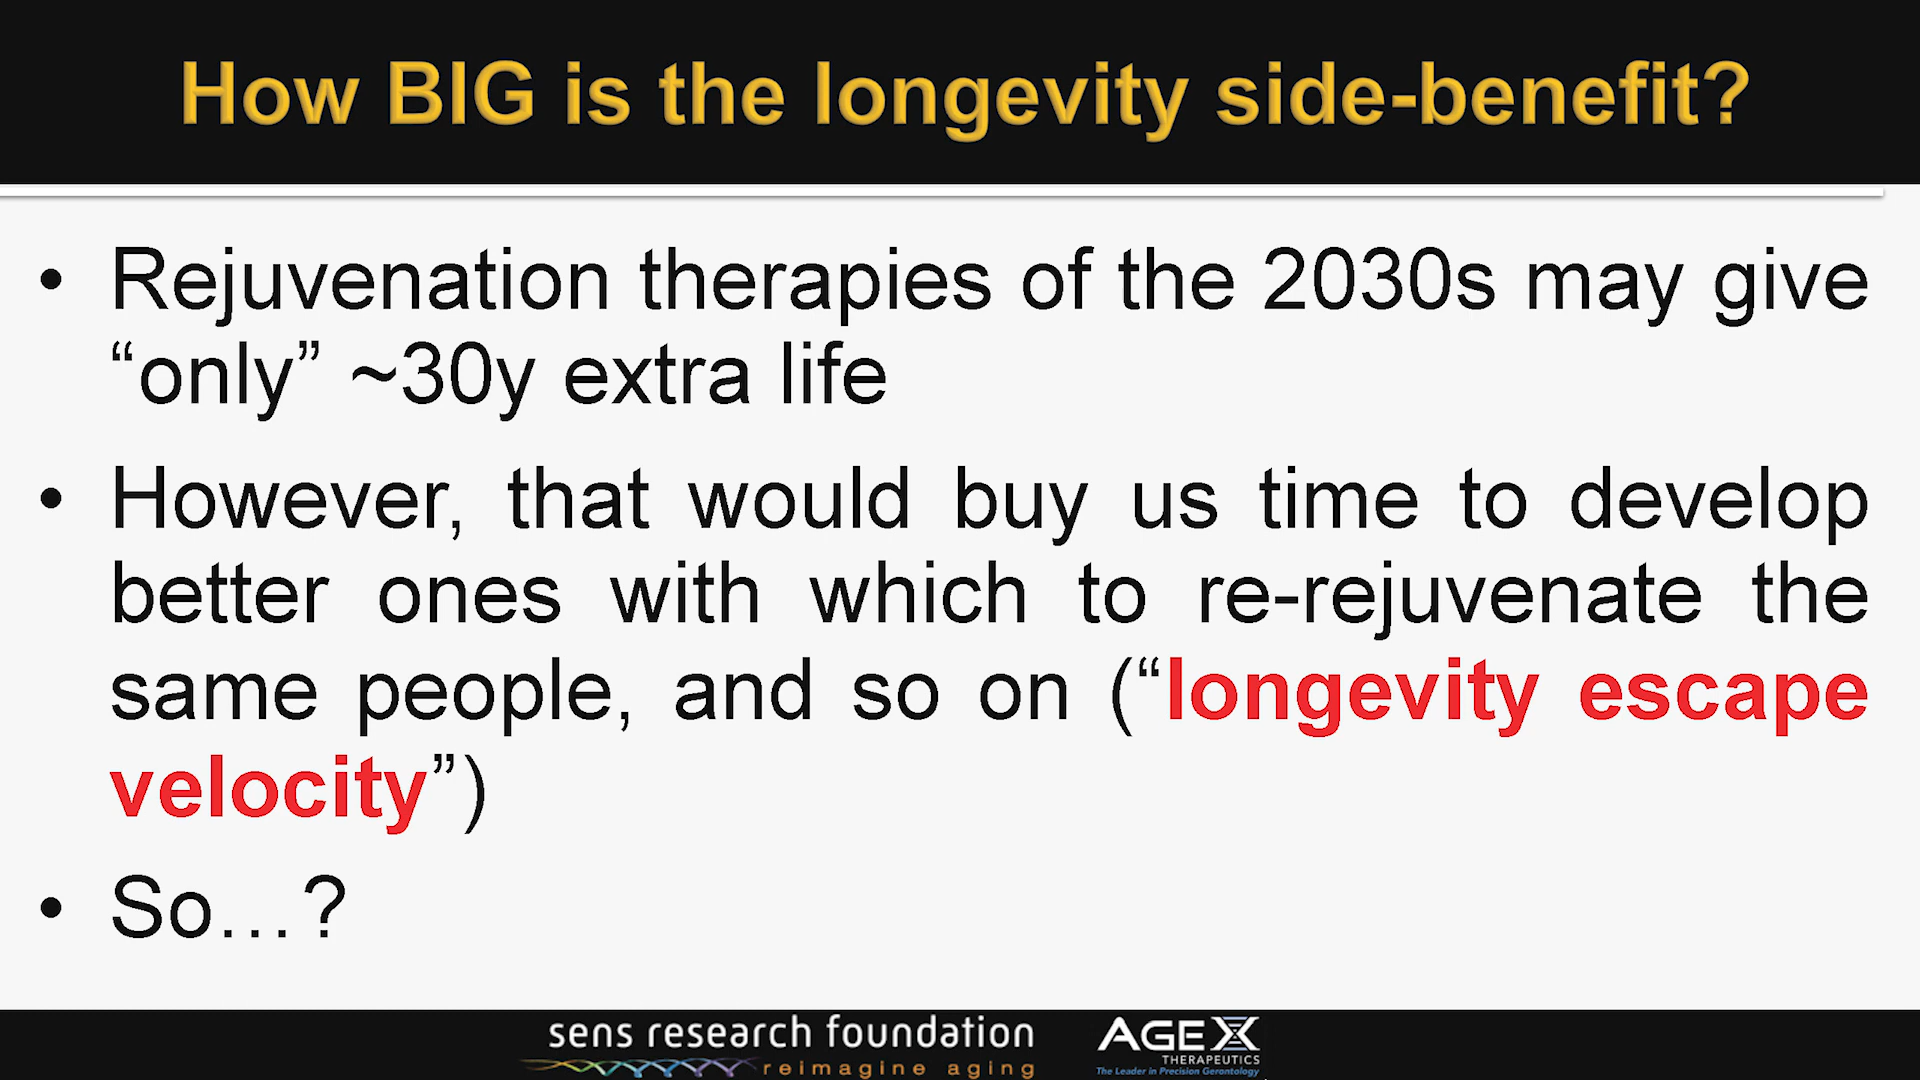 How BIG is the longevity side-benefit?
• Rejuvenation therapies of the 2030s may give
“only” ~30y extra life
• However, that would buy us time to develop
better ones with which to re-rejuvenate the
same people, and so on (“longevity escape
velocity”)
• So…?
sens research foundation
reimagine aging
AGEX
THERAPEUTICS
The Leader in Precision Gerontology